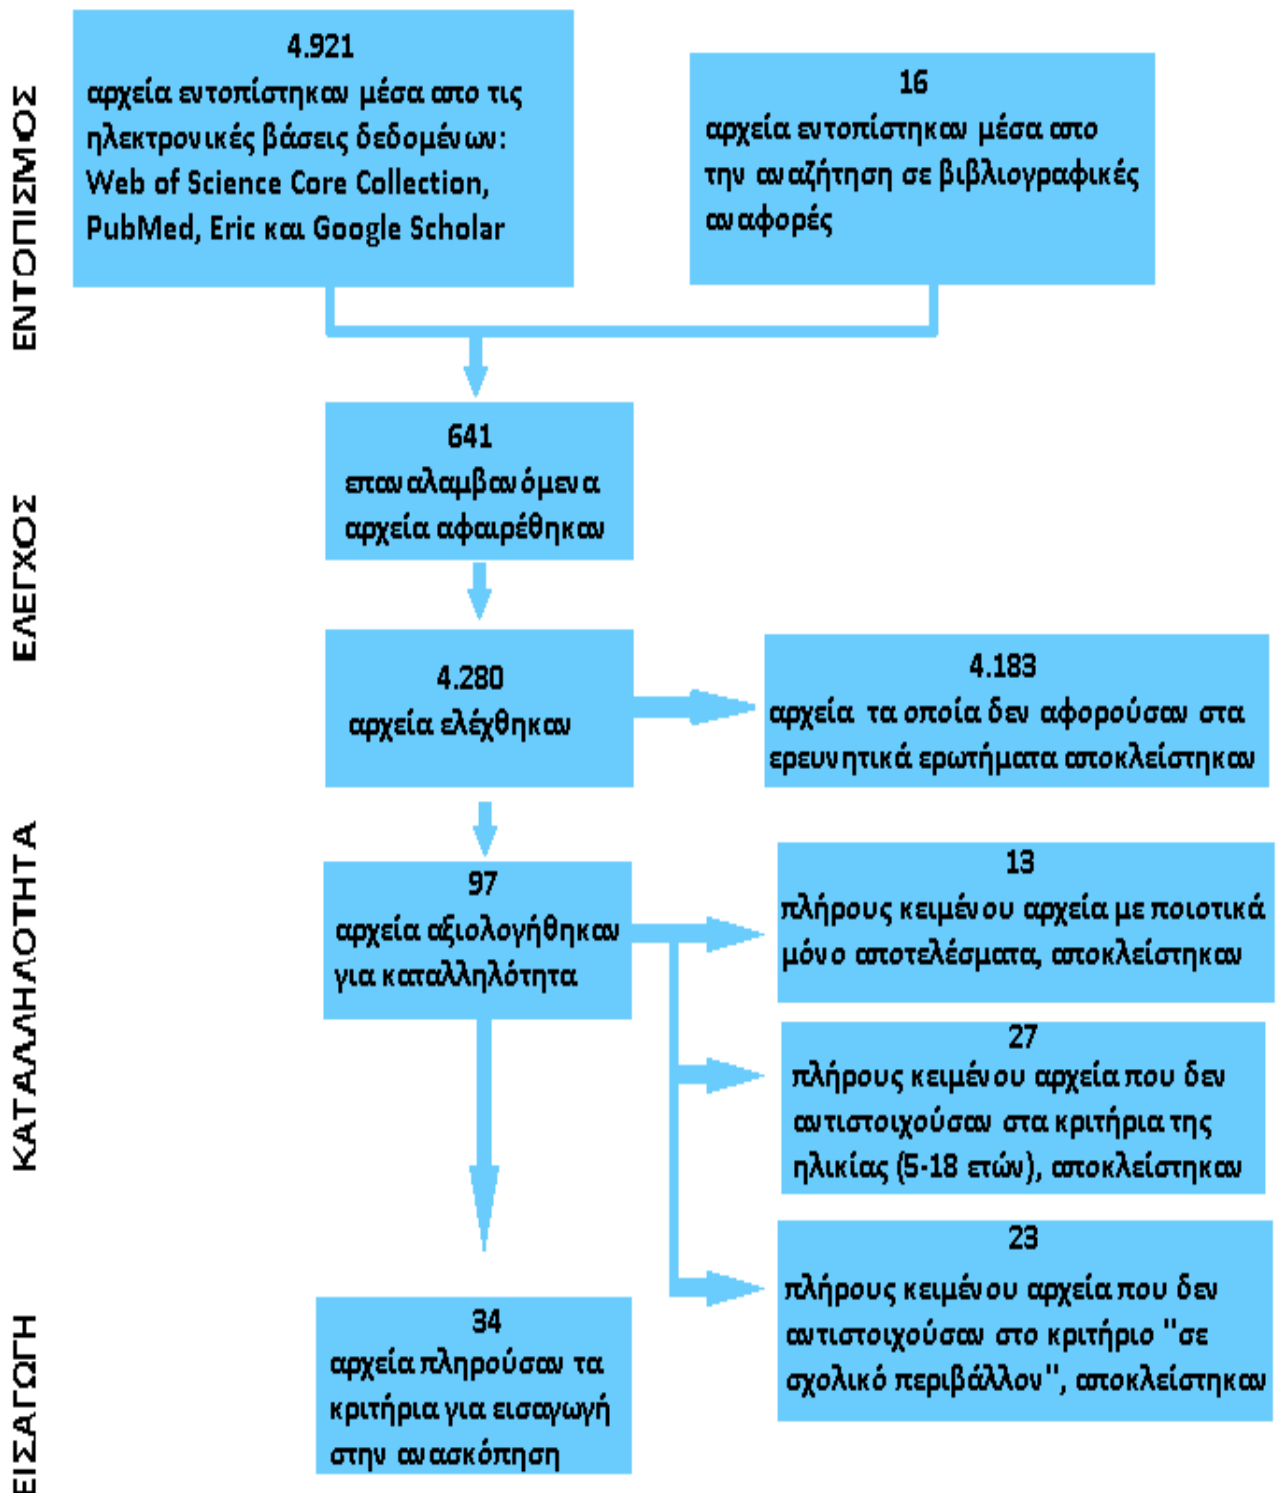 ΕΝΤΟΠΙΣΜΟΣ
4.921
αρχεία εντοπίστηκαν μέσα απο τις
ηλεκτρονικές βάσεις δεδομένων:
Web of Science Core Collection,
PubMed, Eric και Google Scholar
16
αρχεία εντοπίστηκαν μέσα απο
την αναζήτηση σε βιβλιογραφικές
αναφορές
ΕΛΕΓΧΟΣ
641
επαναλαμβανόμενα
αρχεία αφαιρέθηκαν
4.280
αρχεία ελέχθηκαν
4.183
αρχεία τα οποία δεν αφορούσαν στα
ερευνητικά ερωτήματα αποκλείστηκαν
ΚΑΤΑΛΛΗΛΟΤΗΤΑ
97
αρχεία αξιολογήθηκαν
για καταλληλότητα
13
πλήρους κειμένου αρχεία με ποιοτικά
μόνο αποτελέσματα, αποκλείστηκαν
27
πλήρους κειμένου αρχεία που δεν
αντιστοιχούσαν στα κριτήρια της
ηλικίας (5-18 ετών), αποκλείστηκαν
23
πλήρους κειμένου αρχεία που δεν
αντιστοιχούσαν στο κριτήριο "σε
σχολικό περιβάλλον", αποκλείστηκαν
ΕΙΣΑΓΩΓΗ
34
αρχεία πληρούσαν τα
κριτήρια για εισαγωγή
στην ανασκόπηση